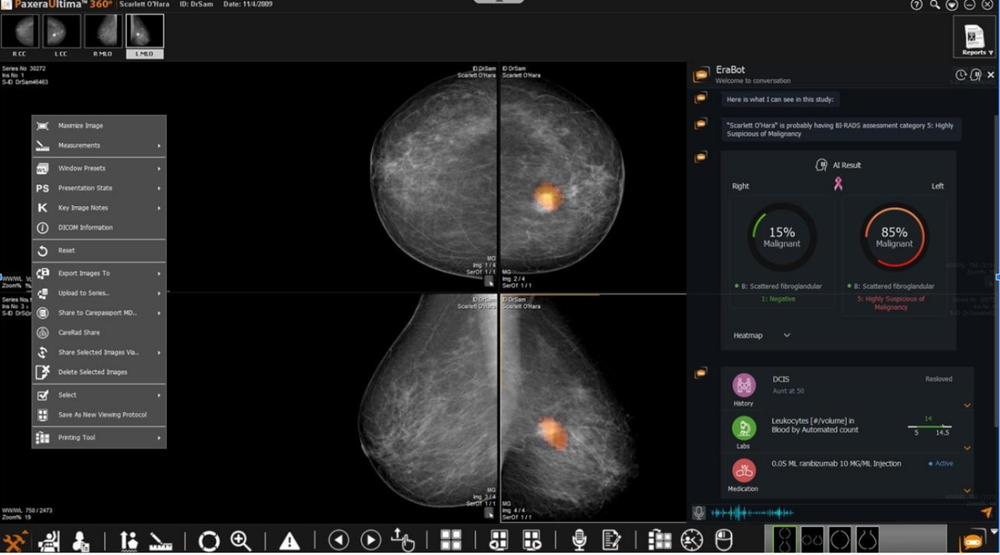 PaxeraUltima™ 360° Scarlett O'Hara ID: DrSam Date: 11/4/2009
R CC
L CC
R MLO
L MLO
Reports
Series No 30272
Ins No 1
S-ID DrSam46463
ID DrSam
Scarlett O'Hara
ID DrSam
Scarlett O'Hara
Maximize Image
Measurements
Window Presets
PS Presentation State
K Key Image Notes
DICOM Information
Reset
Export Images To
Upload to Series..
Share to Carepassport MD..
CareRad Share
Share Selected Images Via..
Delete Selected Images
Select
Save As New Viewing Protocol
Printing Tool
WW/WL
Zoom%
Series No
Ins No 3
S-ID
MG
Img 1/4
SerOf 1/1
MG
Img 2/4
SerOf 1/1
ID DrSam
Scarlett O'Hara
ID DrSam
Scarlett O'Hara
WW/WL 750/2473
Zoom% 19
MG
Img 3/4
SerOf 1/1
MG
Img 4/4
SerOf 1/1
EraBot
Welcome to conversation
Here is what I can see in this study:
"Scarlett O'Hara" is probably having BI-RADS assessment category 5: Highly
Suspicious of Malignancy
AI Result
Right
Left
15%
Malignant
85%
Malignant
B: Scattered fibroglandular
1: Negative
B: Scattered fibroglandular
5: Highly Suspicious of
Malignancy
Heatmap
History
DCIS
Aunt at 50
Resloved
Labs
Leukocytes [#/volume] in
Blood by Automated count
14
5 14.5
Medication
0.05 ML ranibizumab 10 MG/ML Injection
Active